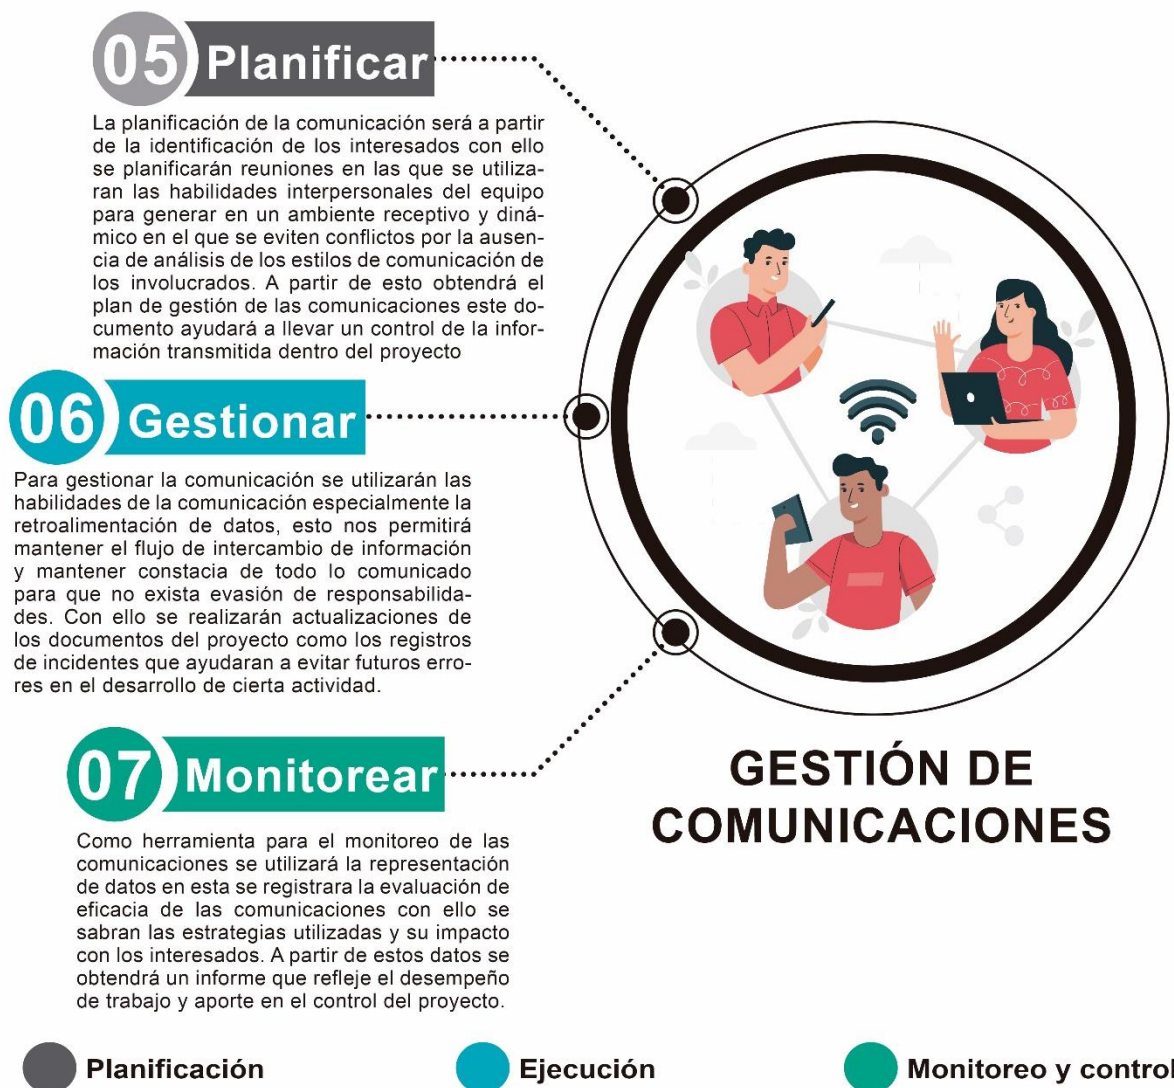 05 Planificar
La planificación de la comunicación será a partir
de la identificación de los interesados con ello
se planificarán reuniones en las que se utiliza-
ran las habilidades interpersonales del equipo
para generar en un ambiente receptivo y diná-
mico en el que se eviten conflictos por la ausen-
cia de análisis de los estilos de comunicación de
los involucrados. A partir de esto obtendrá el
plan de gestión de las comunicaciones este do-
cumento ayudará a llevar un control de la infor-
mación transmitida dentro del proyecto
06 Gestionar
Para gestionar la comunicación se utilizarán las
habilidades de la comunicación especialmente la
retroalimentación de datos, esto nos permitirá
mantener el flujo de intercambio de información
y mantener constacia de todo lo comunicado
para que no exista evasión de responsabilida-
des. Con ello se realizarán actualizaciones de
los documentos del proyecto como los registros
de incidentes que ayudaran a evitar futuros erro-
res en el desarrollo de cierta actividad.
07 Monitorear
Como herramienta para el monitoreo de las
comunicaciones se utilizará la representación
de datos en esta se registrara la evaluación de
eficacia de las comunicaciones con ello se
sabran las estrategias utilizadas y su impacto
con los interesados. A partir de estos datos se
obtendrá un informe que refleje el desempeño
de trabajo y aporte en el control del proyecto.
GESTIÓN DE
COMUNICACIONES
Planificación
Ejecución
Monitoreo y control